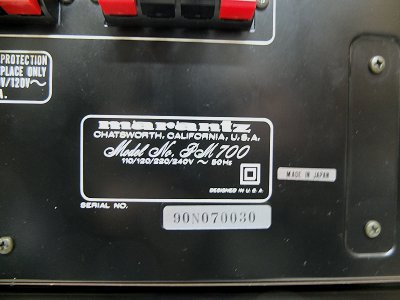 PROTECTION
PLACE ONLY
V/120V~
A.
marantz
CHATSWORTH, CALIFORNIA, U.S.A.
Model No. PM700
110/120/220/240V ~ 50Hz
DESIGNED IN U.S.A.
MADE IN JAPAN
SERIAL NO.
90N070030